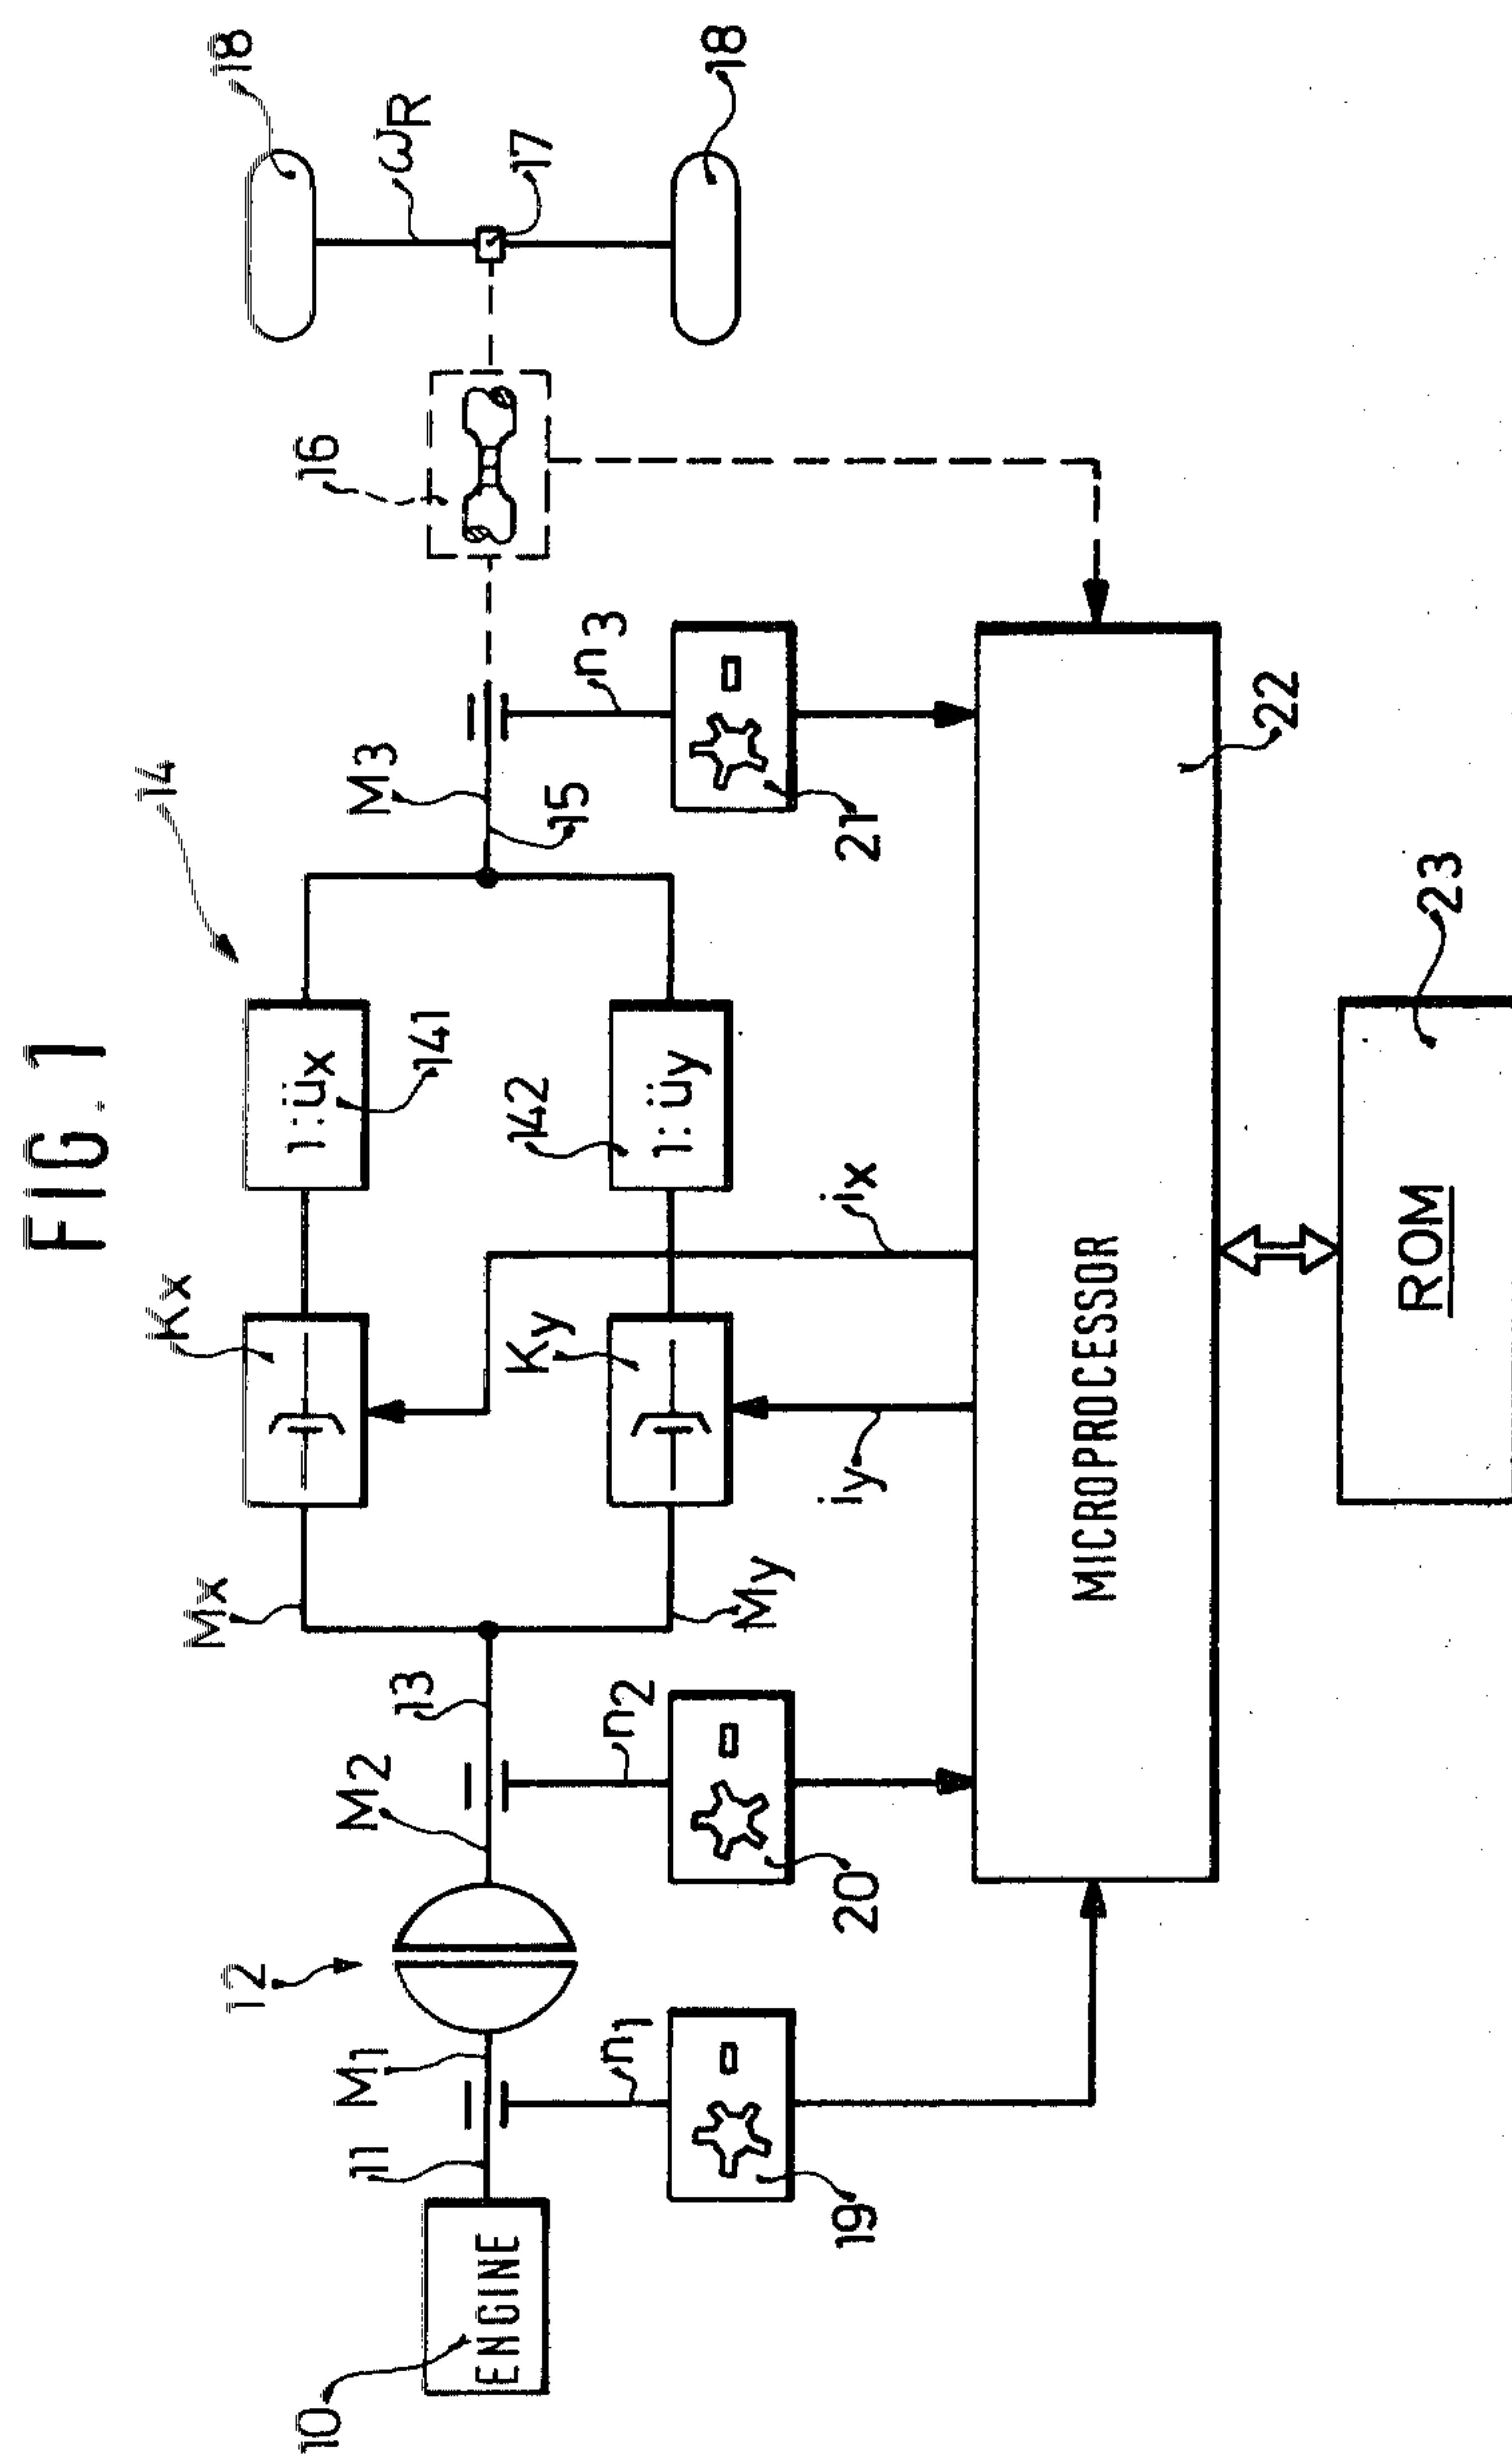 FIG. 1
14
Kx
Mx
12
10
ENGINE
11
M1
M2
13
1:üx
141
M3
15
16
18
ωR
17
18
Ky
My
142
1:üy
n1
n2
n3
19
20
21
iy
ix
MICROPROCESSOR
22
ROM
23